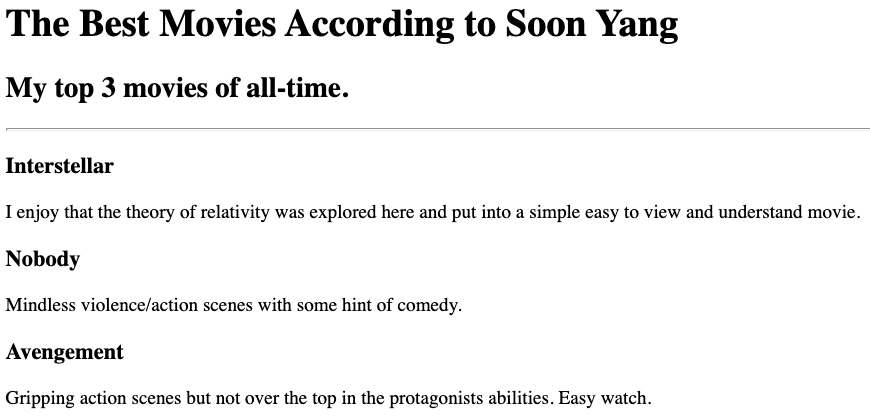 The Best Movies According to Soon Yang
My top 3 movies of all-time.
Interstellar
I enjoy that the theory of relativity was explored here and put into a simple easy to view and understand movie.
Nobody
Mindless violence/action scenes with some hint of comedy.
Avengement
Gripping action scenes but not over the top in the protagonists abilities. Easy watch.